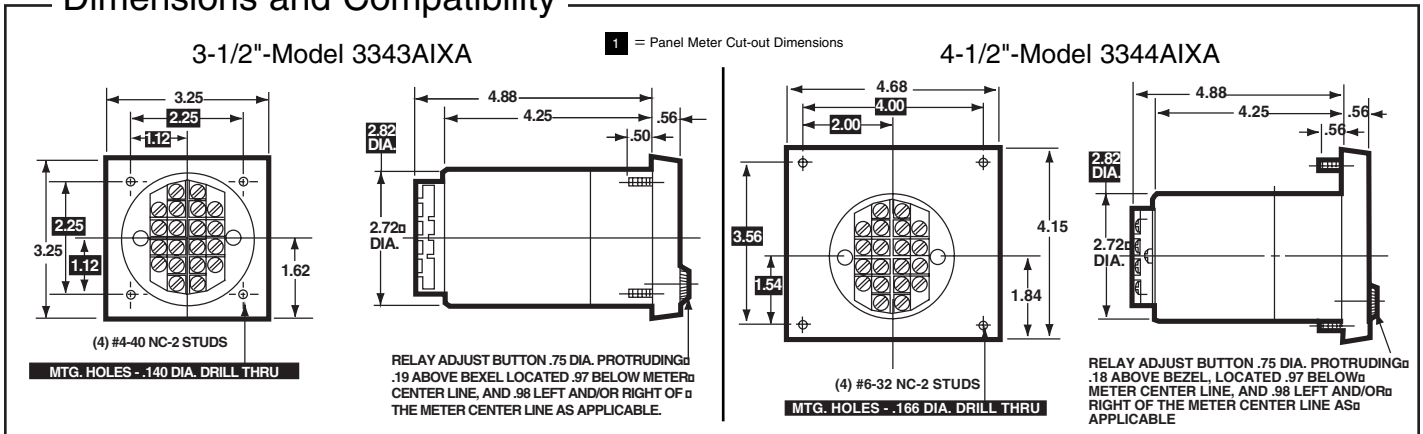 Dimensions and Compatibility
3-1/2"-Model 3343AIXA
1 = Panel Meter Cut-out Dimensions
4-1/2"-Model 3344AIXA
3.25
2.25
1.12
3.25
2.25
1.12
1.62
(4) #4-40 NC-2 STUDS
MTG. HOLES - .140 DIA. DRILL THRU
4.88
4.25
.56
.50
2.82
DIA.
2.72
DIA.
RELAY ADJUST BUTTON .75 DIA. PROTRUDING
.19 ABOVE BEXEL LOCATED .97 BELOW METER
CENTER LINE, AND .98 LEFT AND/OR RIGHT OF
THE METER CENTER LINE AS APPLICABLE.
4.68
4.00
2.00
3.56
1.54
4.15
1.84
(4) #6-32 NC-2 STUDS
MTG. HOLES - .166 DIA. DRILL THRU
4.88
4.25
.56
.56
2.82
DIA.
2.72
DIA.
RELAY ADJUST BUTTON .75 DIA. PROTRUDING
.18 ABOVE BEZEL, LOCATED .97 BELOW
METER CENTER LINE, AND .98 LEFT AND/OR
RIGHT OF THE METER CENTER LINE AS
APPLICABLE